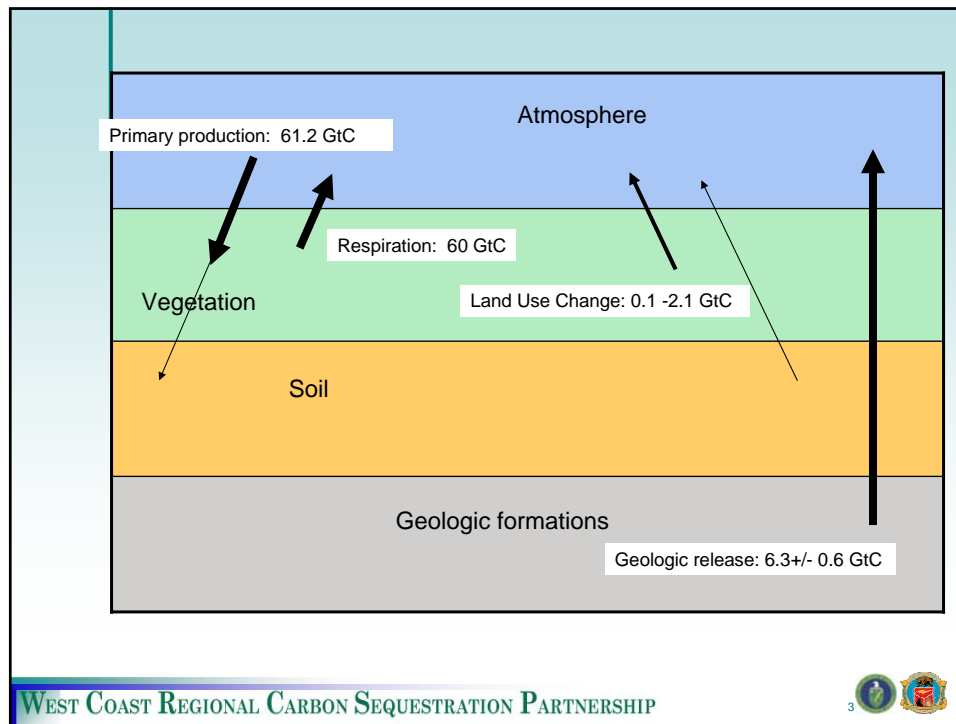 Atmosphere
Primary production: 61.2 GtC
Respiration: 60 GtC
Vegetation
Land Use Change: 0.1 -2.1 GtC
Soil
Geologic formations
Geologic release: 6.3+/- 0.6 GtC
WEST COAST REGIONAL CARBON SEQUESTRATION PARTNERSHIP
3